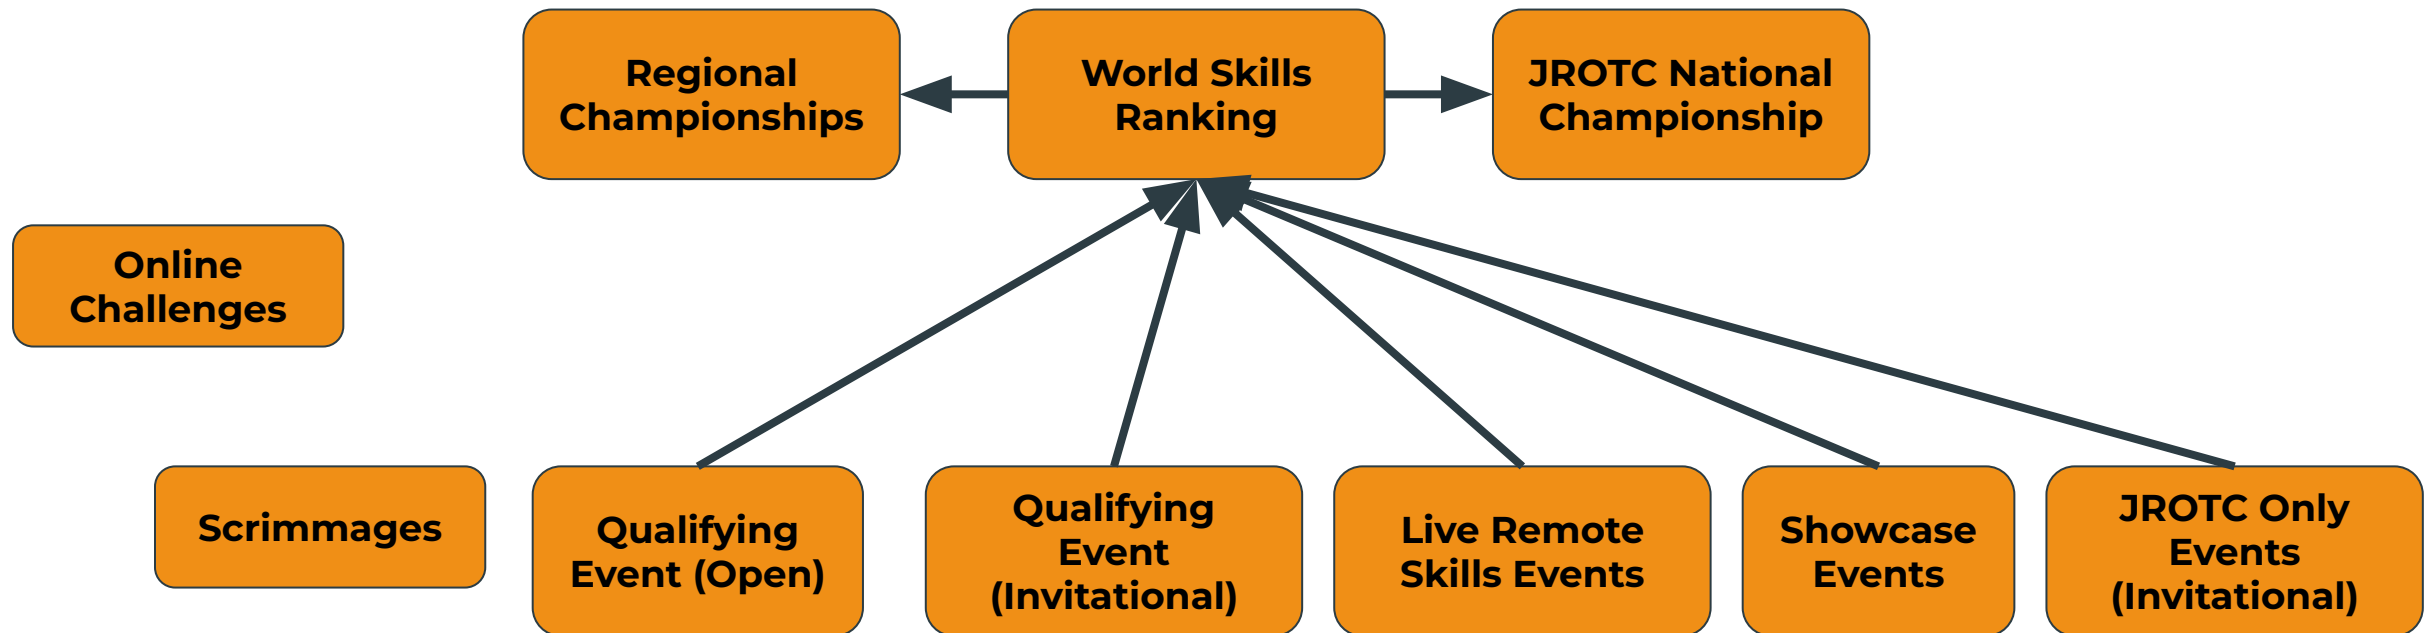 Regional
Championships
World Skills
Ranking
JROTC National
Championship
Online
Challenges
Scrimmages
Qualifying
Event (Open)
Qualifying
Event
(Invitational)
Live Remote
Skills Events
Showcase
Events
JROTC Only
Events
(Invitational)